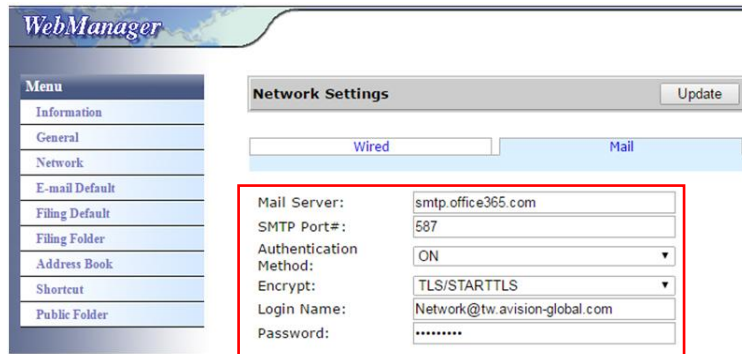 WebManager
Menu
Information
General
Network
E-mail Default
Filing Default
Filing Folder
Address Book
Shortcut
Public Folder
Network Settings
Update
Wired
Mail
Mail Server: smtp.office365.com
SMTP Port#: 587
Authentication
Method: ON
Encrypt: TLS/STARTTLS
Login Name: Network@tw.avision-global.com
Password: •••••••••